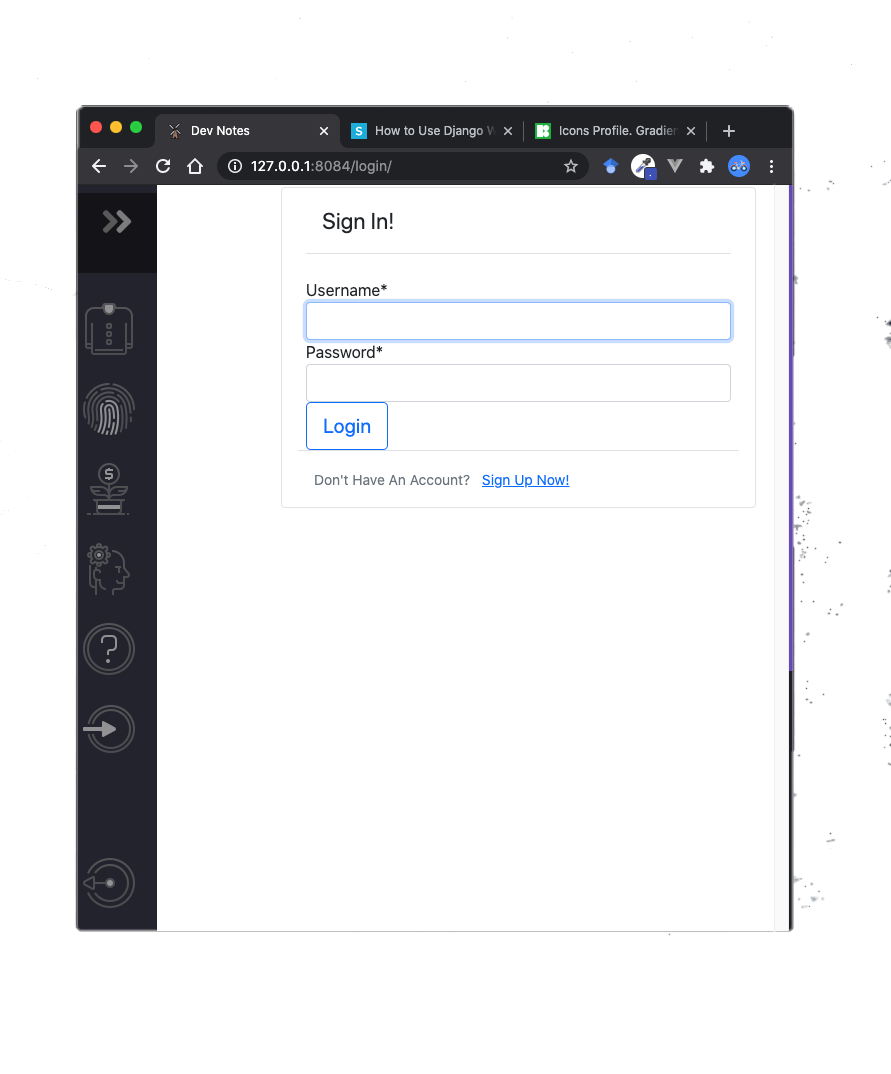 Dev Notes
S How to Use Django
Icons Profile. Gradien
127.0.0.1:8084/login/
Sign In!
Username*
Password*
Login
$
Don't Have An Account? Sign Up Now!
?